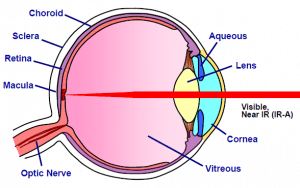 Choroid
Sclera
Retina
Macula
Optic Nerve
Aqueous
Lens
Visible,
Near IR (IR-A)
Cornea
Vitreous